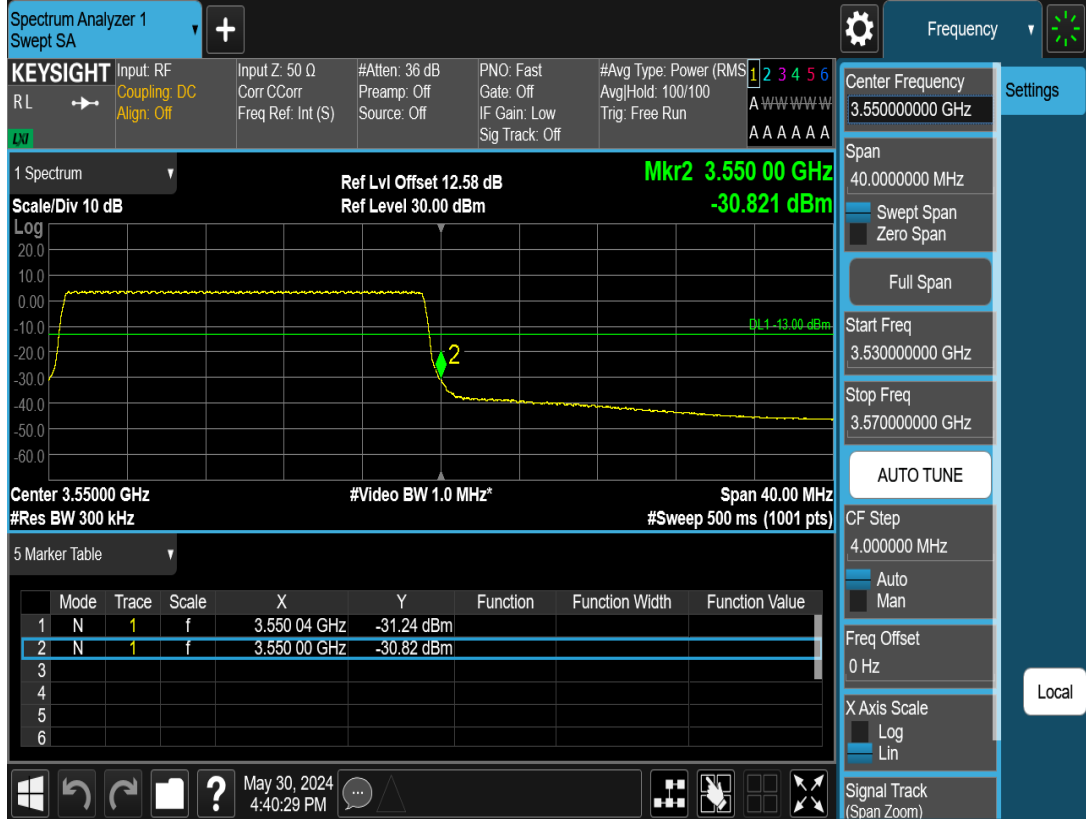 Spectrum Analyzer 1
Swept SA
+
Frequency
KEYSIGHT
R L
LXI
Input: RF
Coupling: DC
Align: Off
Input Z: 50 Ω
Corr CCorr
Freq Ref: Int (S)
#Atten: 36 dB
Preamp: Off
Source: Off
PNO: Fast
Gate: Off
IF Gain: Low
Sig Track: Off
#Avg Type: Power (RMS
Avg|Hold: 100/100
Trig: Free Run
1 2 3 4 5 6
A W W W W W
A A A A A A
1 Spectrum
Scale/Div 10 dB
Ref Lvl Offset 12.58 dB
Ref Level 30.00 dBm
Mkr2 3.550 00 GHz
-30.821 dBm
Log
20.0
10.0
0.00
-10.0
-20.0
-30.0
-40.0
-50.0
-60.0
DL1 -13.00 dBm
2
Center 3.55000 GHz
#Video BW 1.0 MHz*
Span 40.00 MHz
#Res BW 300 kHz
#Sweep 500 ms (1001 pts)
5 Marker Table
Mode Trace Scale X Y Function Function Width Function Value
1 N 1 f 3.550 04 GHz -31.24 dBm
2 N 1 f 3.550 00 GHz -30.82 dBm
3
4
5
6
?
May 30, 2024
4:40:29 PM
Center Frequency
3.550000000 GHz
Settings
Span
40.0000000 MHz
Swept Span
Zero Span
Full Span
Start Freq
3.530000000 GHz
Stop Freq
3.570000000 GHz
AUTO TUNE
CF Step
4.000000 MHz
Auto
Man
Freq Offset
0 Hz
Local
X Axis Scale
Log
Lin
Signal Track
(Span Zoom)